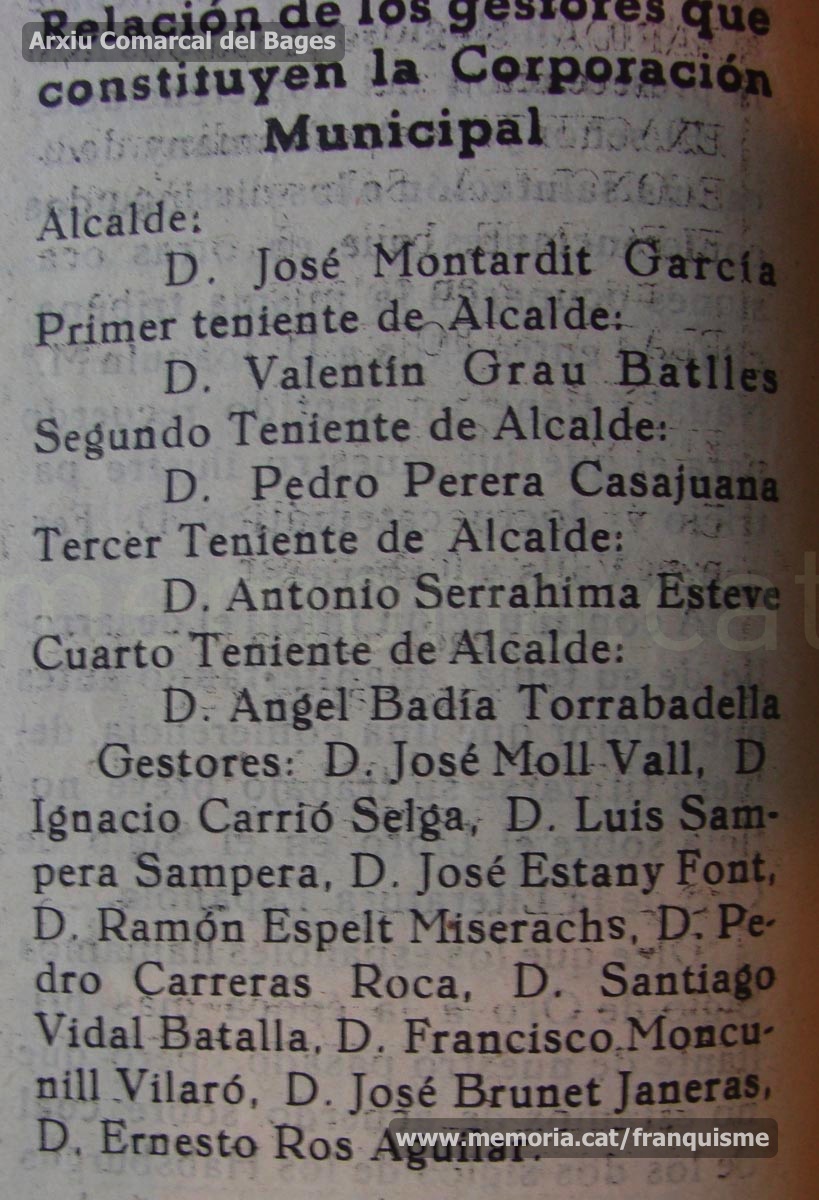 Relación de los gestores que
Arxiu Comarcal del Bages
constituyen la Corporación
Municipal
Alcalde:
D. José Montardit García
Primer teniente de Alcalde:
D. Valentín Grau Batlles
Segundo Teniente de Alcalde:
D. Pedro Perera Casajuana
Tercer Teniente de Alcalde:
D. Antonio Serrahima Esteve
Cuarto Teniente de Alcalde:
D. Angel Badía Torrabadella
Gestores: D. José Moll Vall, D
Ignacio Carrió Selga, D. Luis Sam-
pera Sampera, D. José Estany Font,
D. Ramón Espelt Miserachs, D. Pe-
dro Carreras Roca, D. Santiago
Vidal Batalla, D. Francisco Moncu-
nill Vilaró, D. José Brunet Janeras,
D. Ernesto Ros Aguilar.
www.memoria.cat/franquisme